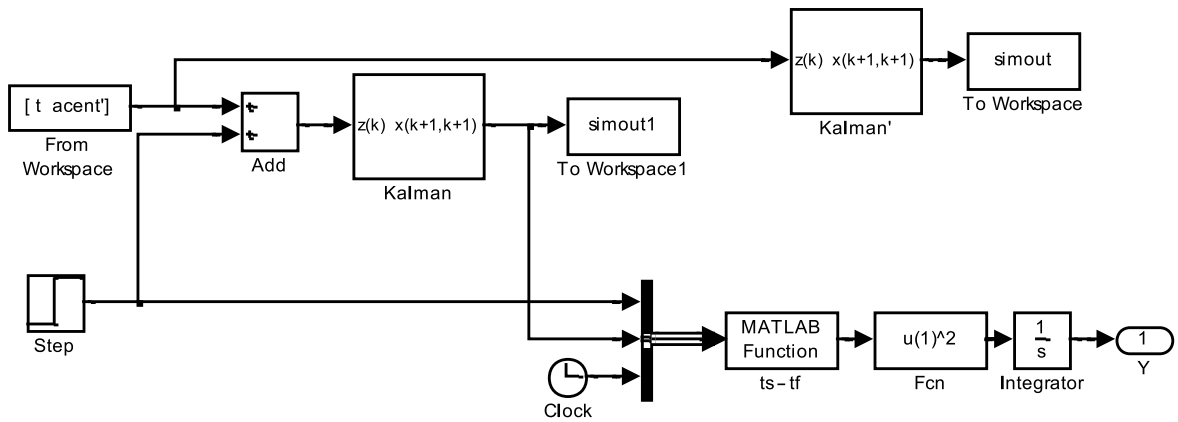 z(k) x(k+1,k+1)
simout
To Workspace
Kalman'
[ t acent']
From
Workspace
+
+
Add
z(k) x(k+1,k+1)
Kalman
simout1
To Workspace1
Step
Clock
MATLAB
Function
ts-tf
u(1)^2
Fcn
1
s
Integrator
1
Y